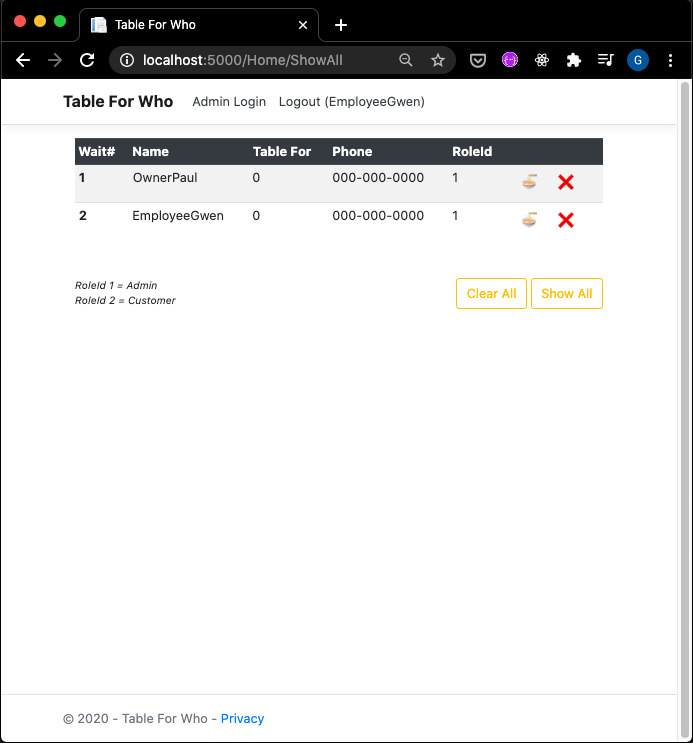 Table For Who
localhost:5000/Home/ShowAll
G
Table For Who Admin Login Logout (EmployeeGwen)
Wait# Name Table For Phone RoleId
1 OwnerPaul 0 000-000-0000 1
2 EmployeeGwen 0 000-000-0000 1
RoleId 1 = Admin
RoleId 2 = Customer
Clear All Show All
© 2020 - Table For Who - Privacy